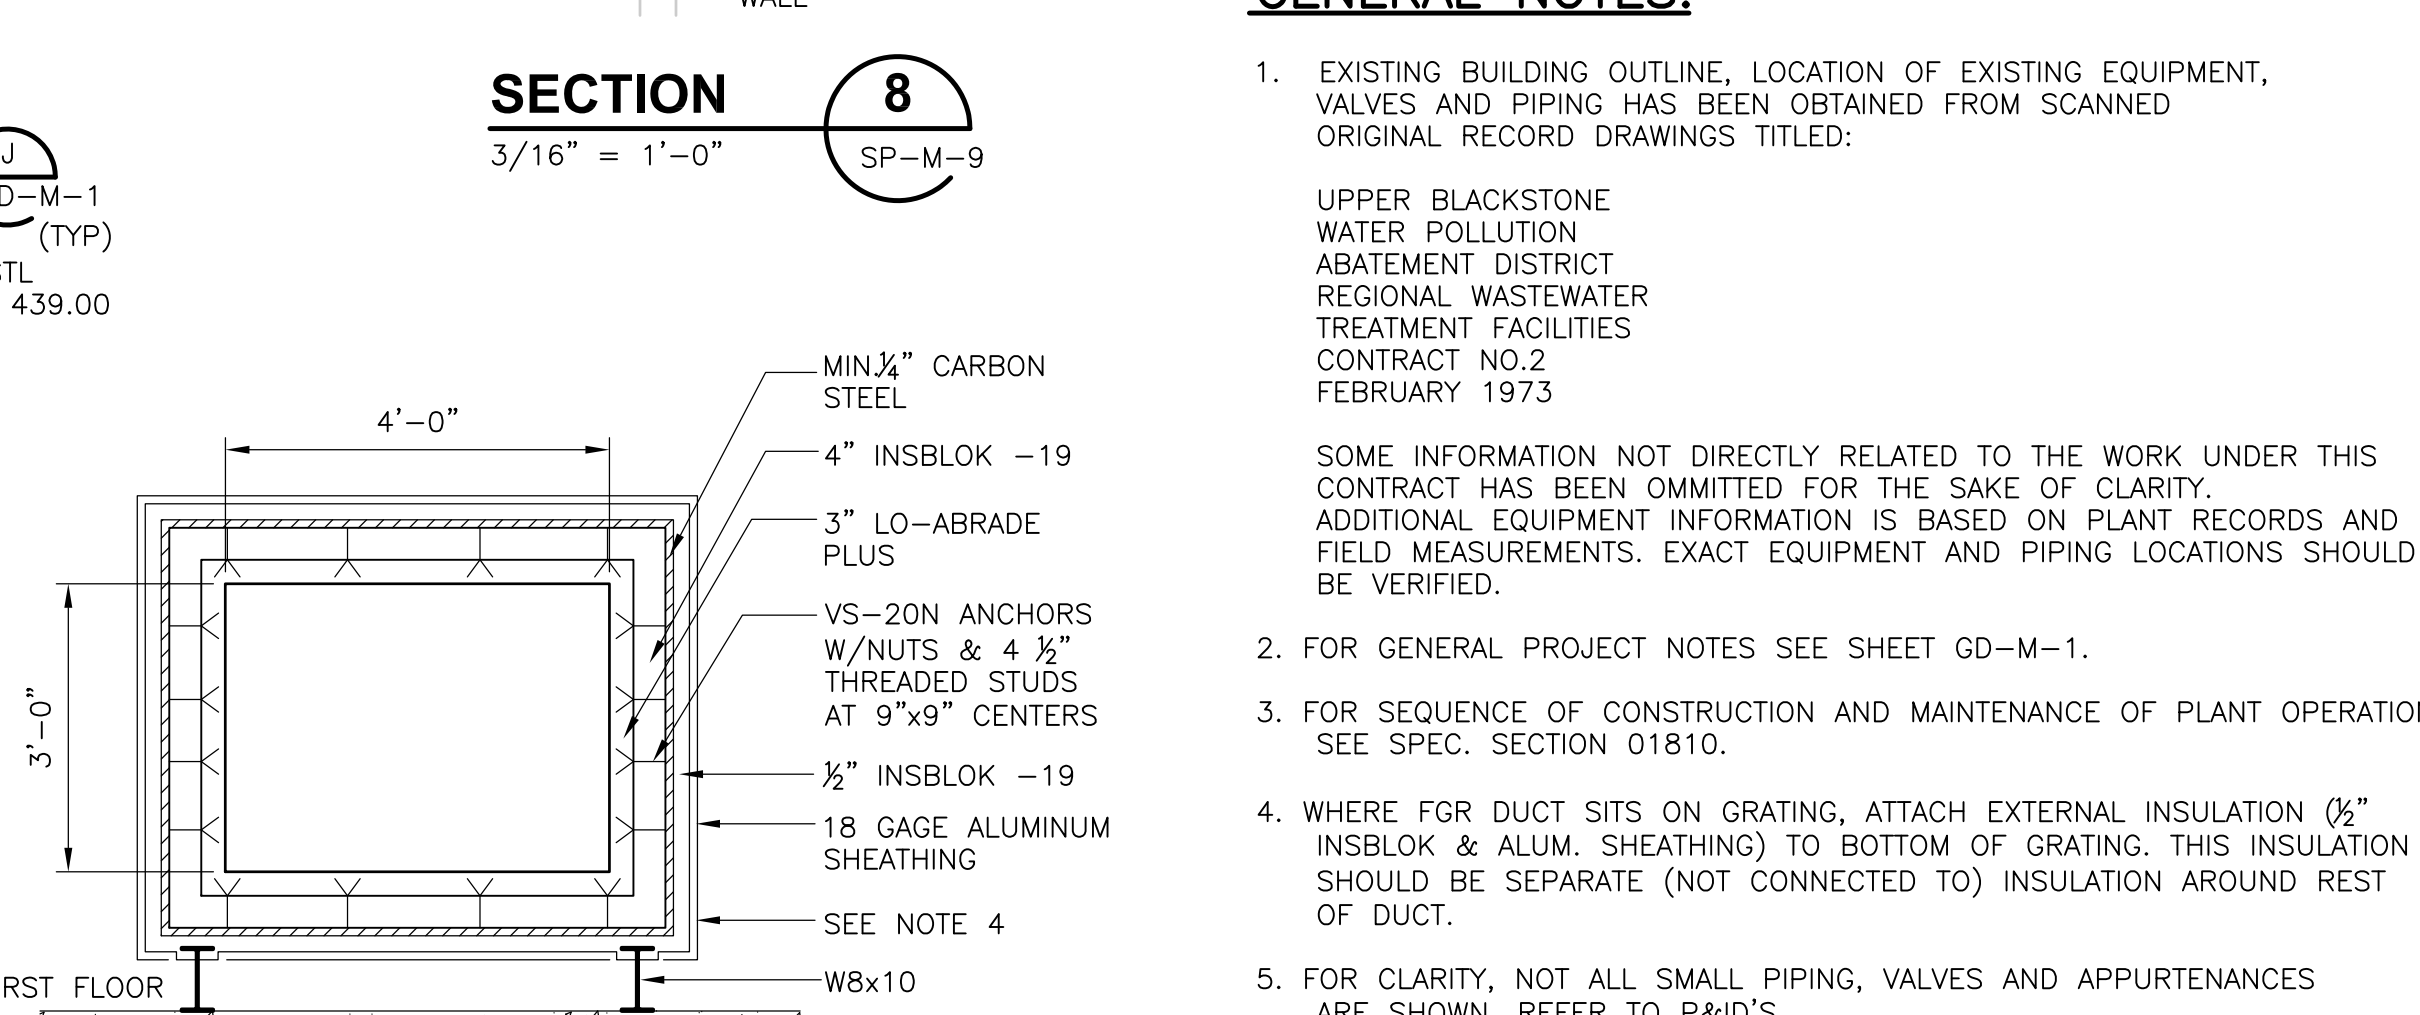 WALL
SECTION
8
3/16" = 1'-0"
SP-M-9
J
D-M-1
(TYP)
STL
439.00
4'-0"
3'-0"
MIN.¼" CARBON
STEEL
4" INSBLOK -19
3" LO-ABRADE
PLUS
VS-20N ANCHORS
W/NUTS & 4 ½"
THREADED STUDS
AT 9"x9" CENTERS
½" INSBLOK -19
18 GAGE ALUMINUM
SHEATHING
SEE NOTE 4
W8x10
RST FLOOR
GENERAL NOTES:
1. EXISTING BUILDING OUTLINE, LOCATION OF EXISTING EQUIPMENT,
VALVES AND PIPING HAS BEEN OBTAINED FROM SCANNED
ORIGINAL RECORD DRAWINGS TITLED:
UPPER BLACKSTONE
WATER POLLUTION
ABATEMENT DISTRICT
REGIONAL WASTEWATER
TREATMENT FACILITIES
CONTRACT NO.2
FEBRUARY 1973
SOME INFORMATION NOT DIRECTLY RELATED TO THE WORK UNDER THIS
CONTRACT HAS BEEN OMMITTED FOR THE SAKE OF CLARITY.
ADDITIONAL EQUIPMENT INFORMATION IS BASED ON PLANT RECORDS AND
FIELD MEASUREMENTS. EXACT EQUIPMENT AND PIPING LOCATIONS SHOULD
BE VERIFIED.
2. FOR GENERAL PROJECT NOTES SEE SHEET GD-M-1.
3. FOR SEQUENCE OF CONSTRUCTION AND MAINTENANCE OF PLANT OPERATION
SEE SPEC. SECTION 01810.
4. WHERE FGR DUCT SITS ON GRATING, ATTACH EXTERNAL INSULATION (½"
INSBLOK & ALUM. SHEATHING) TO BOTTOM OF GRATING. THIS INSULATION
SHOULD BE SEPARATE (NOT CONNECTED TO) INSULATION AROUND REST
OF DUCT.
5. FOR CLARITY, NOT ALL SMALL PIPING, VALVES AND APPURTENANCES
ARE SHOWN. REFER TO P&ID'S